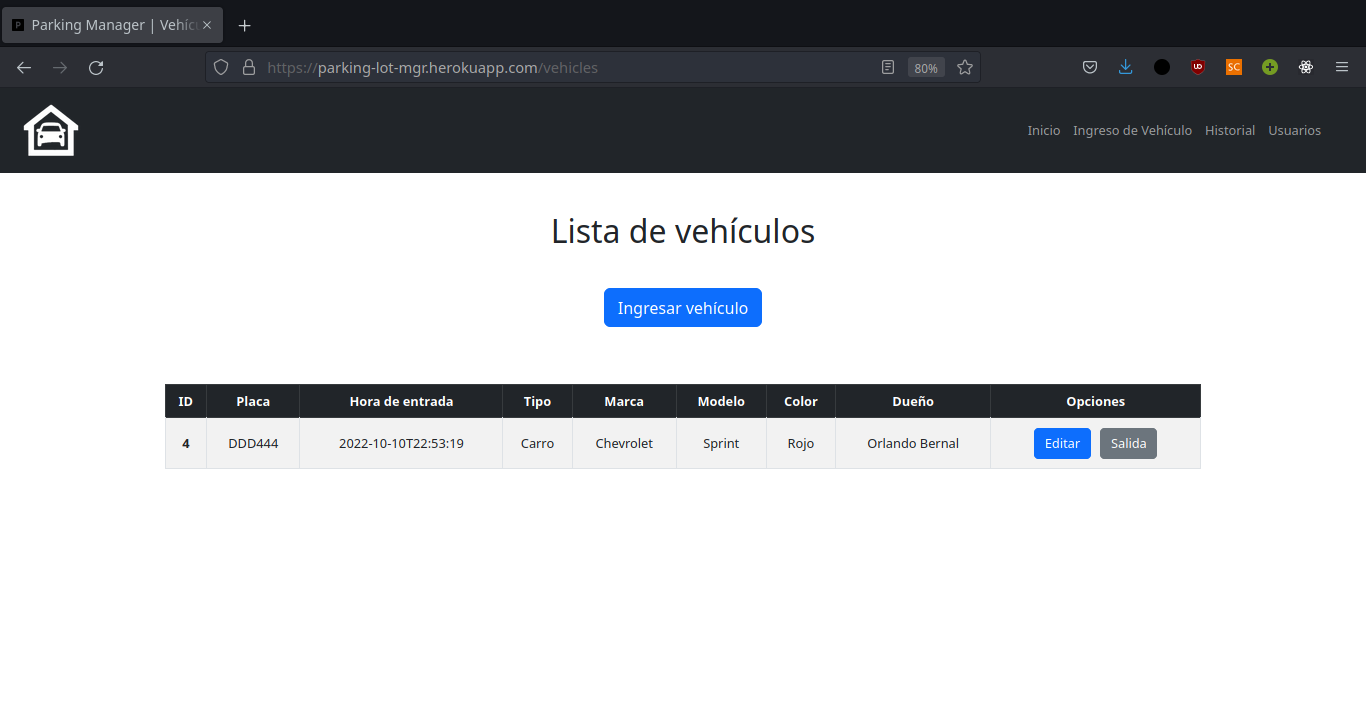 P Parking Manager | Vehíc
https://parking-lot-mgr.herokuapp.com/vehicles 80% UD SC
Inicio Ingreso de Vehículo Historial Usuarios
Lista de vehículos
Ingresar vehículo
ID Placa Hora de entrada Tipo Marca Modelo Color Dueño Opciones
4 DDD444 2022-10-10T22:53:19 Carro Chevrolet Sprint Rojo Orlando Bernal Editar Salida